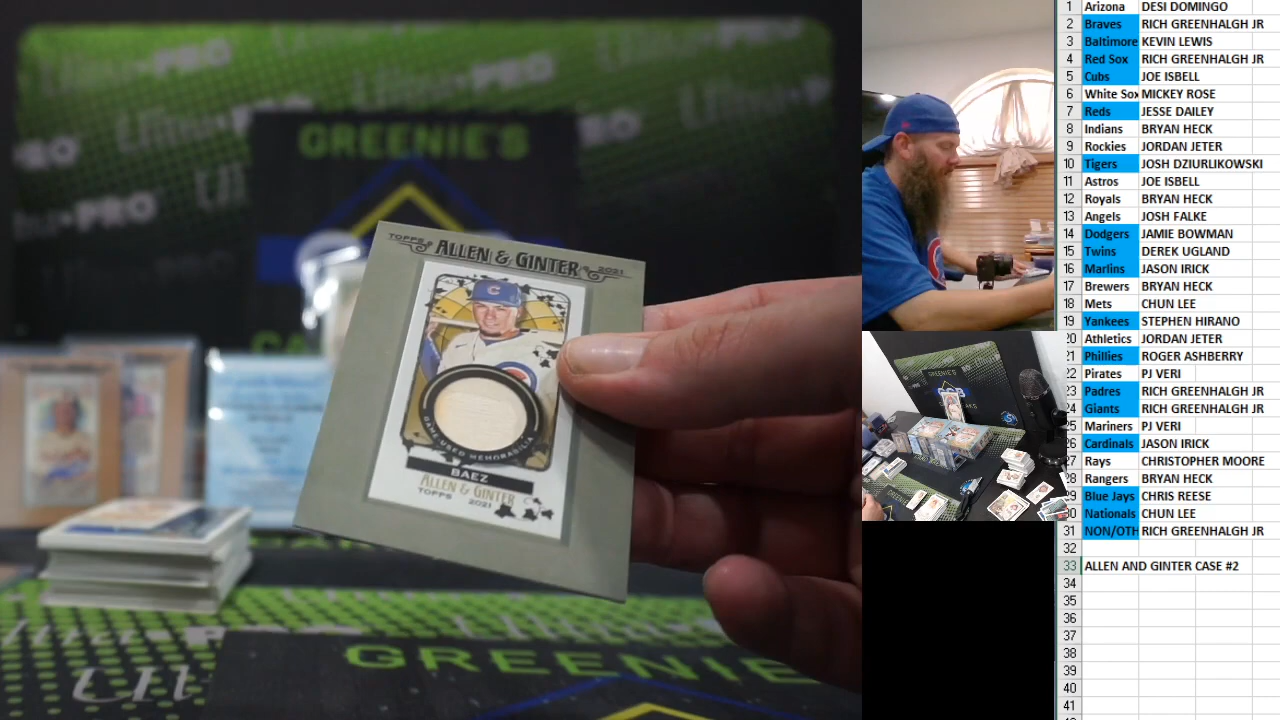 GREENIE'S
TOPPS ALLEN & GINTER 2021
C
GAME-USED MEMORABILIA
BAEZ
ALLEN & GINTER
TOPPS 2021
GREENIE'S
1 Arizona DESI DOMINGO
2 Braves RICH GREENHALGH JR
3 Baltimore KEVIN LEWIS
4 Red Sox RICH GREENHALGH JR
5 Cubs JOE ISBELL
6 White Sox MICKEY ROSE
7 Reds JESSE DAILEY
8 Indians BRYAN HECK
9 Rockies JORDAN JETER
10 Tigers JOSH DZIURLIKOWSKI
11 Astros JOE ISBELL
12 Royals BRYAN HECK
13 Angels JOSH FALKE
14 Dodgers JAMIE BOWMAN
15 Twins DEREK UGLAND
16 Marlins JASON IRICK
17 Brewers BRYAN HECK
18 Mets CHUN LEE
19 Yankees STEPHEN HIRANO
20 Athletics JORDAN JETER
21 Phillies ROGER ASHBERRY
22 Pirates PJ VERI
23 Padres RICH GREENHALGH JR
24 Giants RICH GREENHALGH JR
25 Mariners PJ VERI
26 Cardinals JASON IRICK
27 Rays CHRISTOPHER MOORE
28 Rangers BRYAN HECK
29 Blue Jays CHRIS REESE
30 Nationals CHUN LEE
31 NON/OTH RICH GREENHALGH JR
32
33 ALLEN AND GINTER CASE #2
34
35
36
37
38
39
40
41